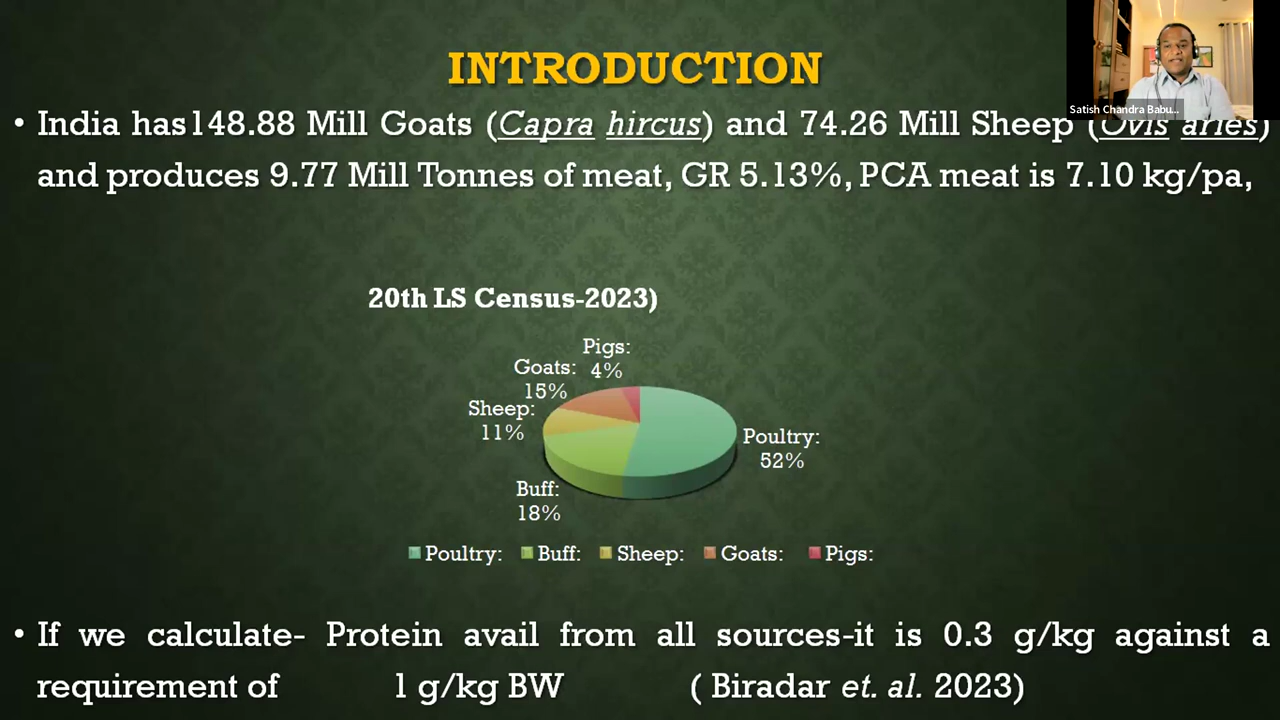 INTRODUCTION
Satish Chandra Babu...
• India has148.88 Mill Goats (Capra hircus) and 74.26 Mill Sheep (Ovis aries)
and produces 9.77 Mill Tonnes of meat, GR 5.13%, PCA meat is 7.10 kg/pa,
20th LS Census-2023)
Pigs:
4%
Goats:
15%
Sheep:
11%
Poultry:
52%
Buff:
18%
Poultry: Buff: Sheep: Goats: Pigs:
• If we calculate- Protein avail from all sources-it is 0.3 g/kg against a
requirement of 1 g/kg BW ( Biradar et. al. 2023)